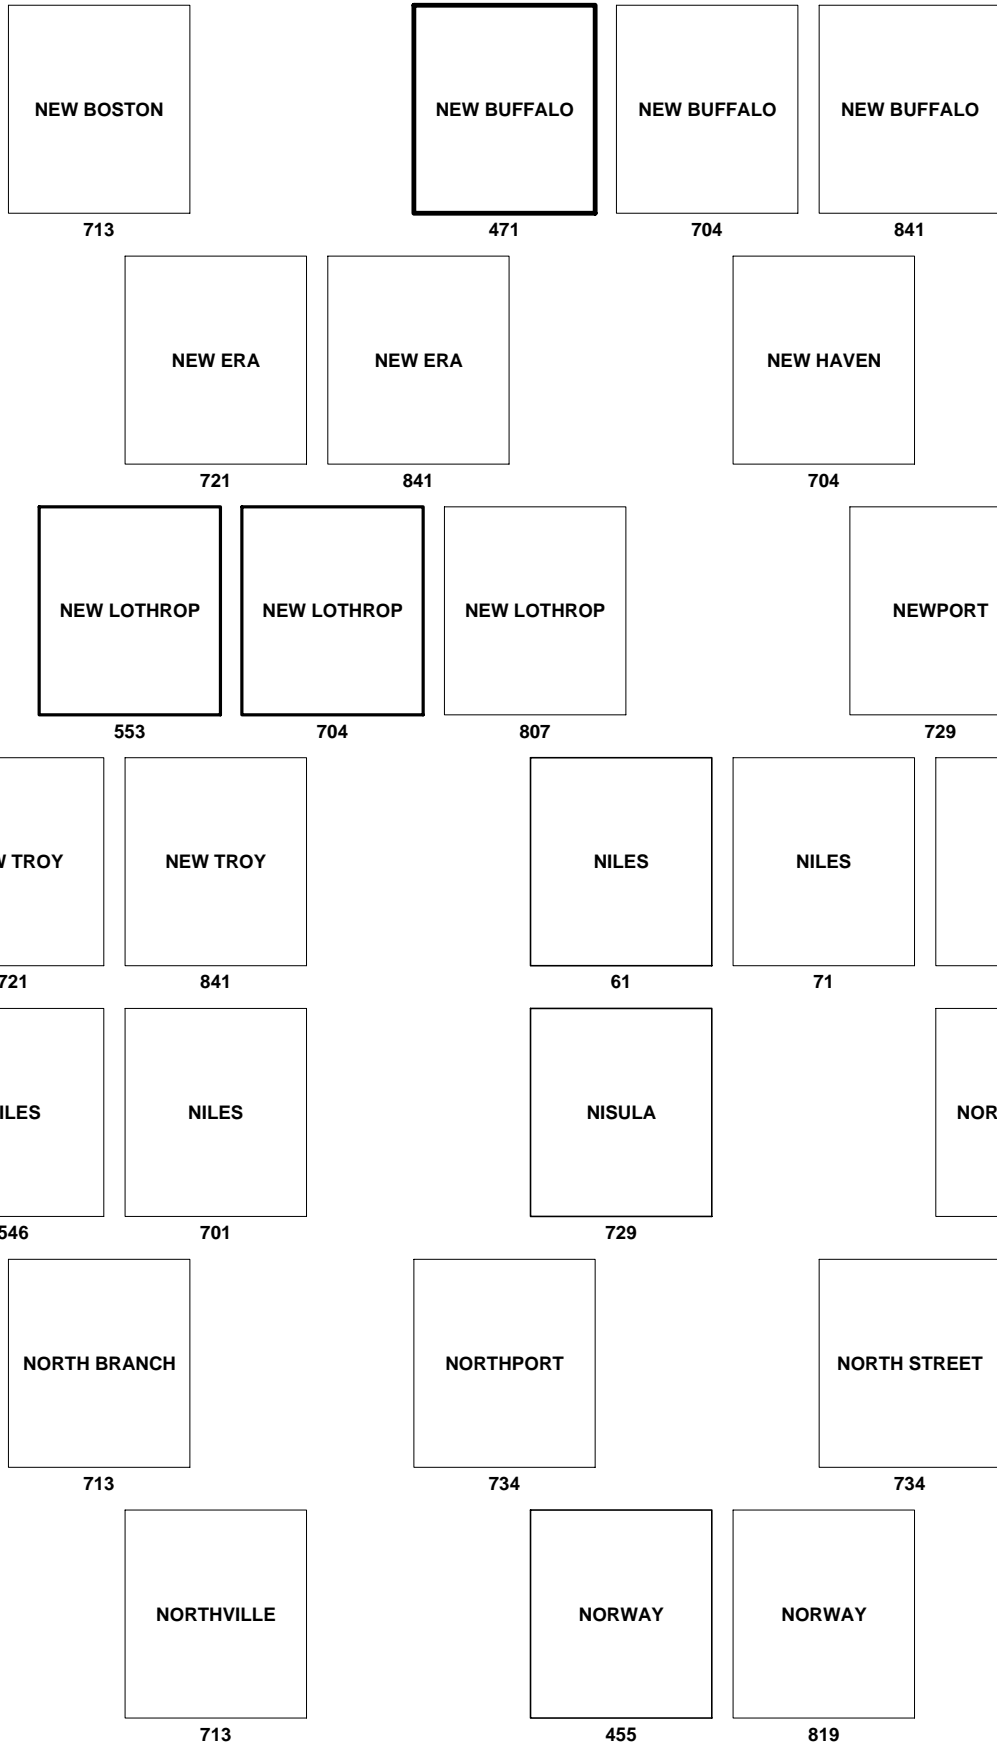 NEW BOSTON NEW BUFFALO NEW BUFFALO NEW BUFFALO
713 471 704 841
NEW ERA NEW ERA NEW HAVEN
721 841 704
NEW LOTHROP NEW LOTHROP NEW LOTHROP NEWPORT
553 704 807 729
TROY NEW TROY NILES NILES
721 841 61 71
NILES NISULA
546 701 729
NORTH BRANCH NORTHPORT NORTH STREET
713 734 734
NORTHVILLE NORWAY NORWAY
713 455 819